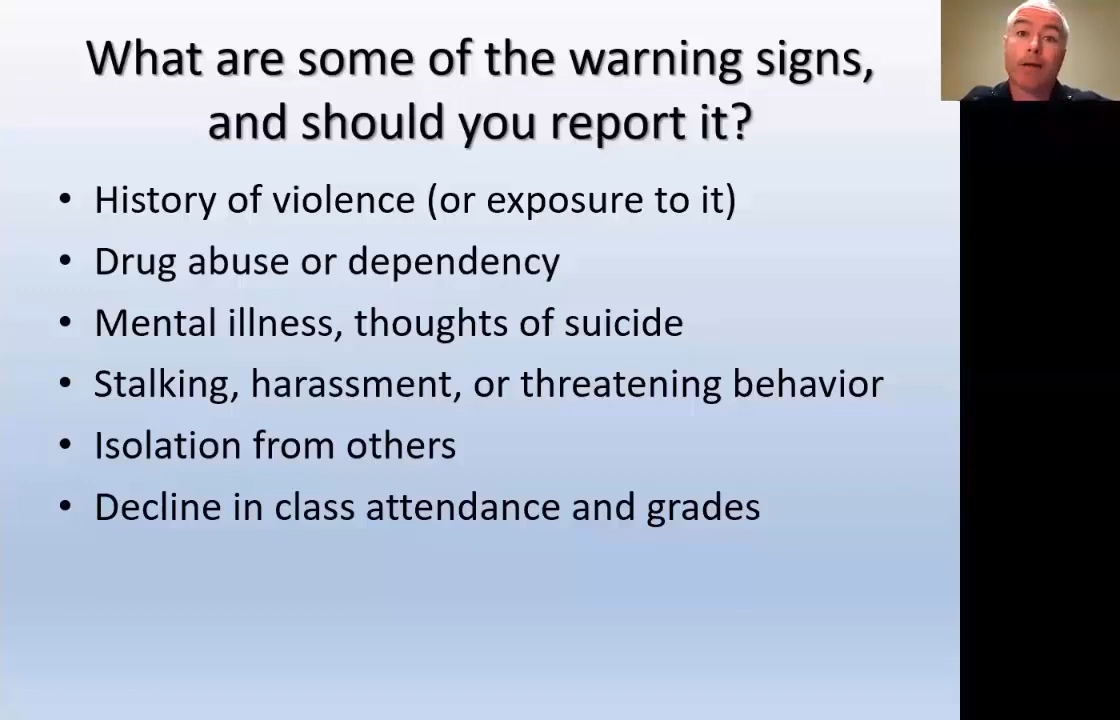 What are some of the warning signs,
and should you report it?
• History of violence (or exposure to it)
• Drug abuse or dependency
• Mental illness, thoughts of suicide
• Stalking, harassment, or threatening behavior
• Isolation from others
• Decline in class attendance and grades